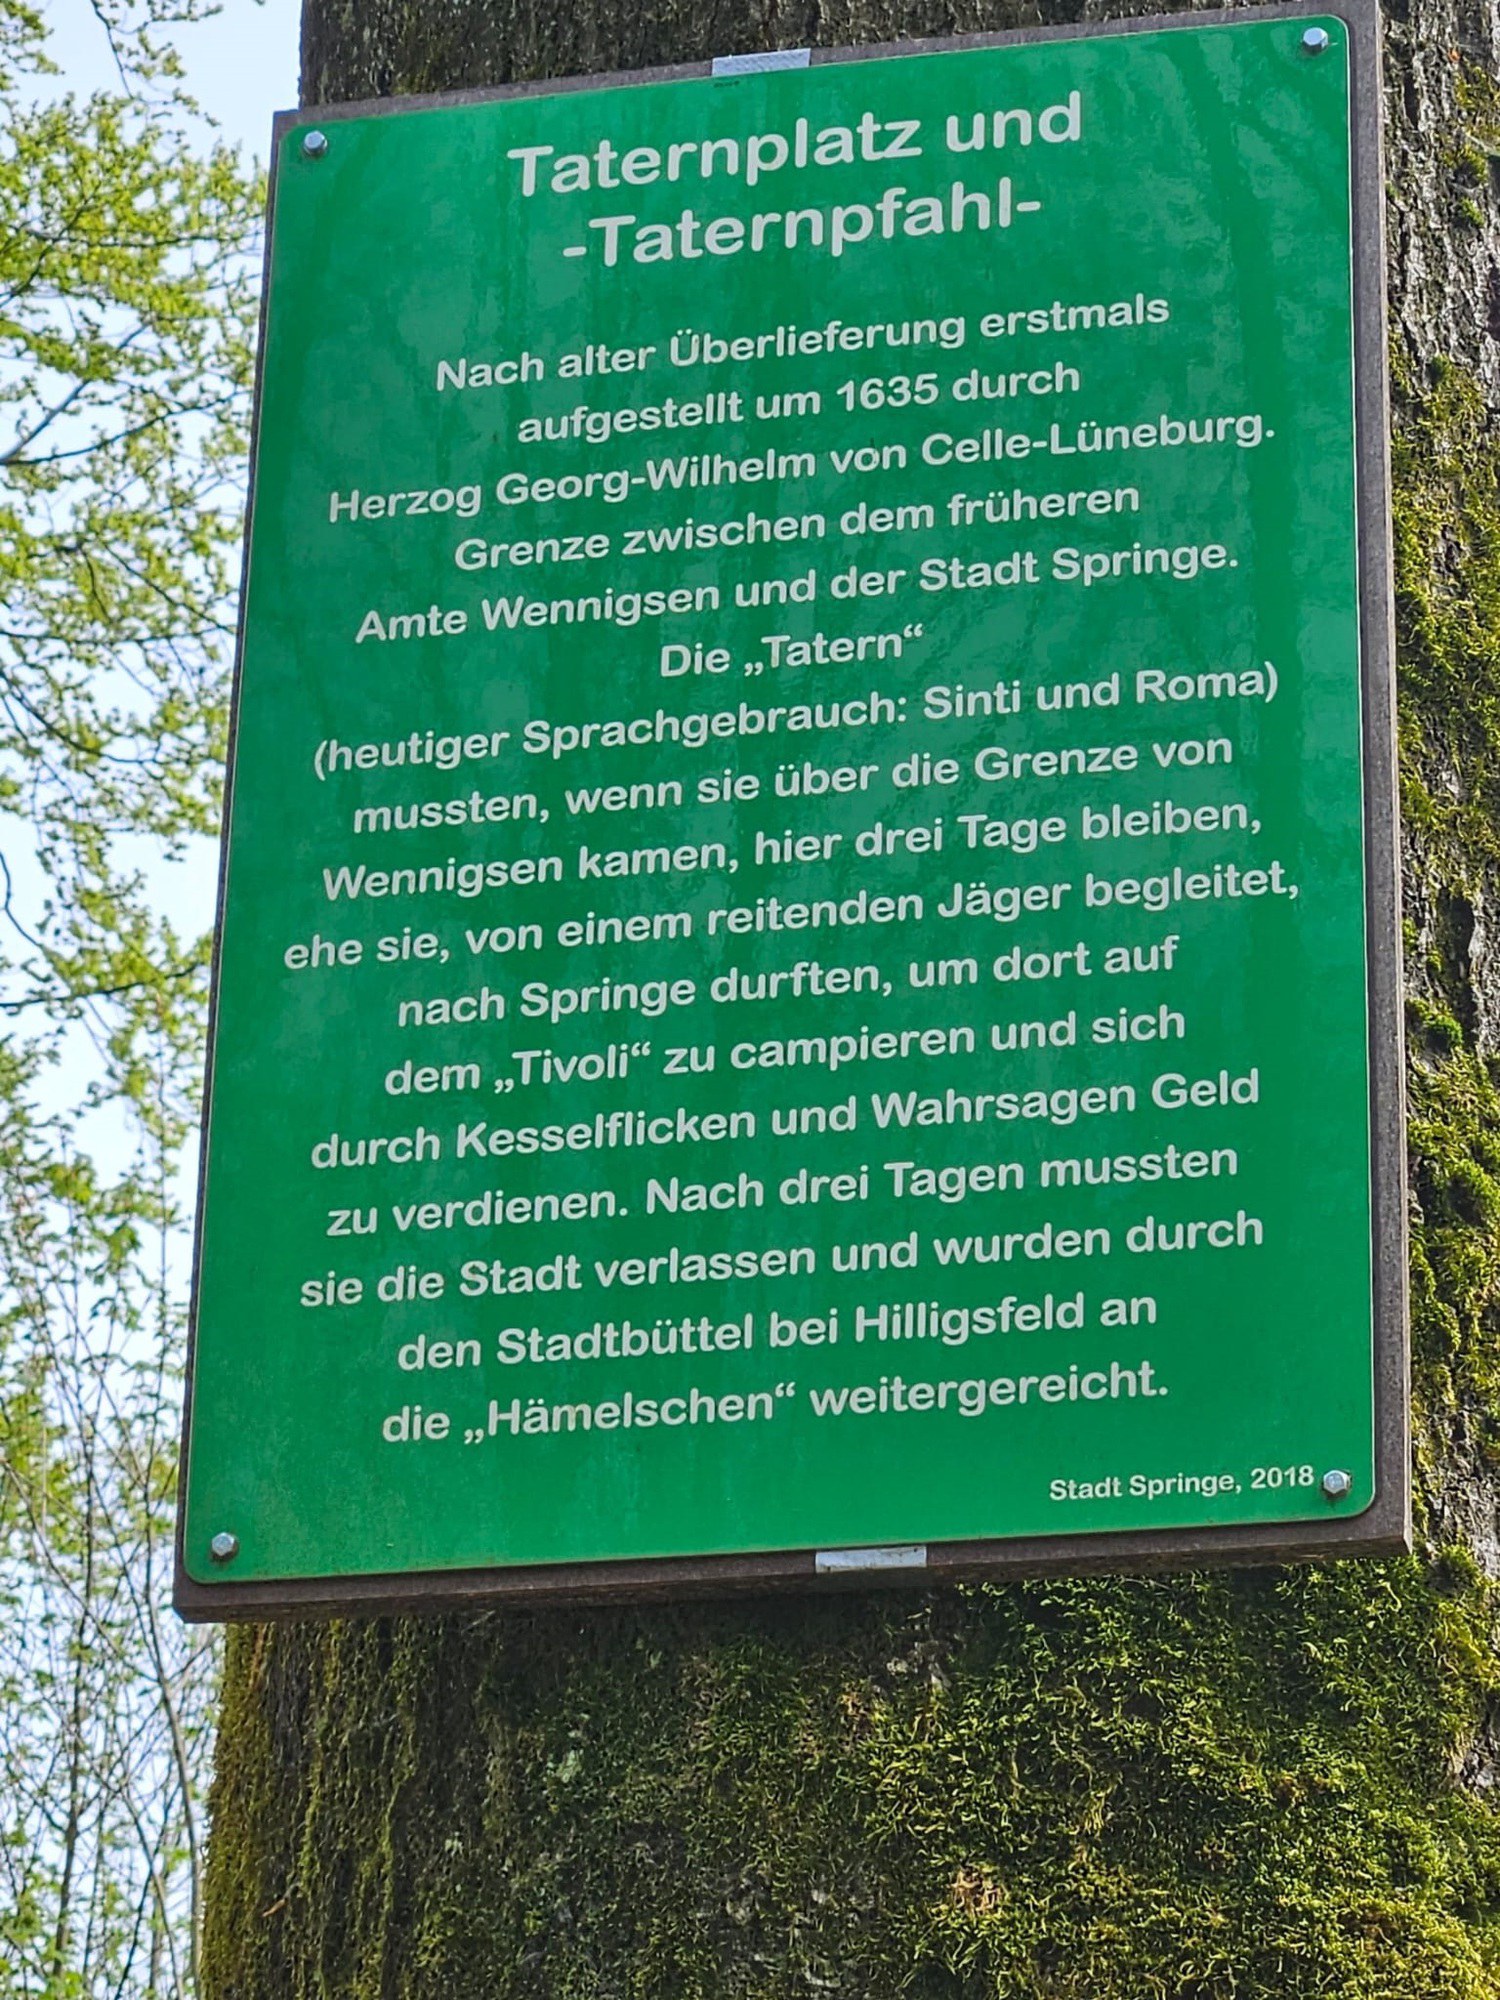 Taternplatz und
-Taternpfahl-
Nach alter Überlieferung erstmals
aufgestellt um 1635 durch
Herzog Georg-Wilhelm von Celle-Lüneburg.
Grenze zwischen dem früheren
Amte Wennigsen und der Stadt Springe.
Die „Tatern“
(heutiger Sprachgebrauch: Sinti und Roma)
mussten, wenn sie über die Grenze von
Wennigsen kamen, hier drei Tage bleiben,
ehe sie, von einem reitenden Jäger begleitet,
nach Springe durften, um dort auf
dem „Tivoli“ zu campieren und sich
durch Kesselflicken und Wahrsagen Geld
zu verdienen. Nach drei Tagen mussten
sie die Stadt verlassen und wurden durch
den Stadtbüttel bei Hilligsfeld an
die „Hämelschen“ weitergereicht.
Stadt Springe, 2018